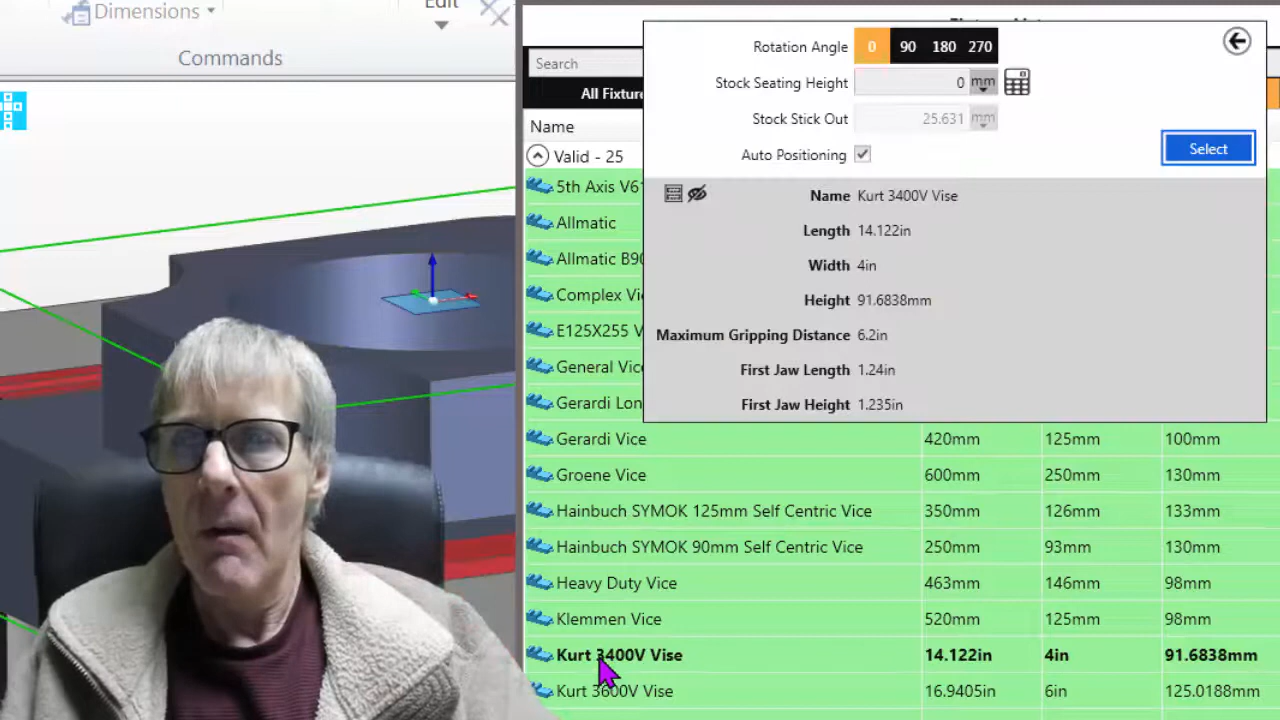 Edit
Dimensions
Commands
Search
All Fixture
Name
Valid - 25
5th Axis V6
Allmatic
Allmatic B90
Complex Vi
E125X255 V
General Vice
Gerardi Lon
Gerardi Vice 420mm 125mm 100mm
Groene Vice 600mm 250mm 130mm
Hainbuch SYMOK 125mm Self Centric Vice 350mm 126mm 133mm
Hainbuch SYMOK 90mm Self Centric Vice 250mm 93mm 130mm
Heavy Duty Vice 463mm 146mm 98mm
Klemmen Vice 520mm 125mm 98mm
Kurt 3400V Vise 14.122in 4in 91.6838mm
Kurt 3600V Vise 16.9405in 6in 125.0188mm
Rotation Angle 0 90 180 270
Stock Seating Height 0 mm
Stock Stick Out 25.631 mm
Auto Positioning
Select
Name Kurt 3400V Vise
Length 14.122in
Width 4in
Height 91.6838mm
Maximum Gripping Distance 6.2in
First Jaw Length 1.24in
First Jaw Height 1.235in